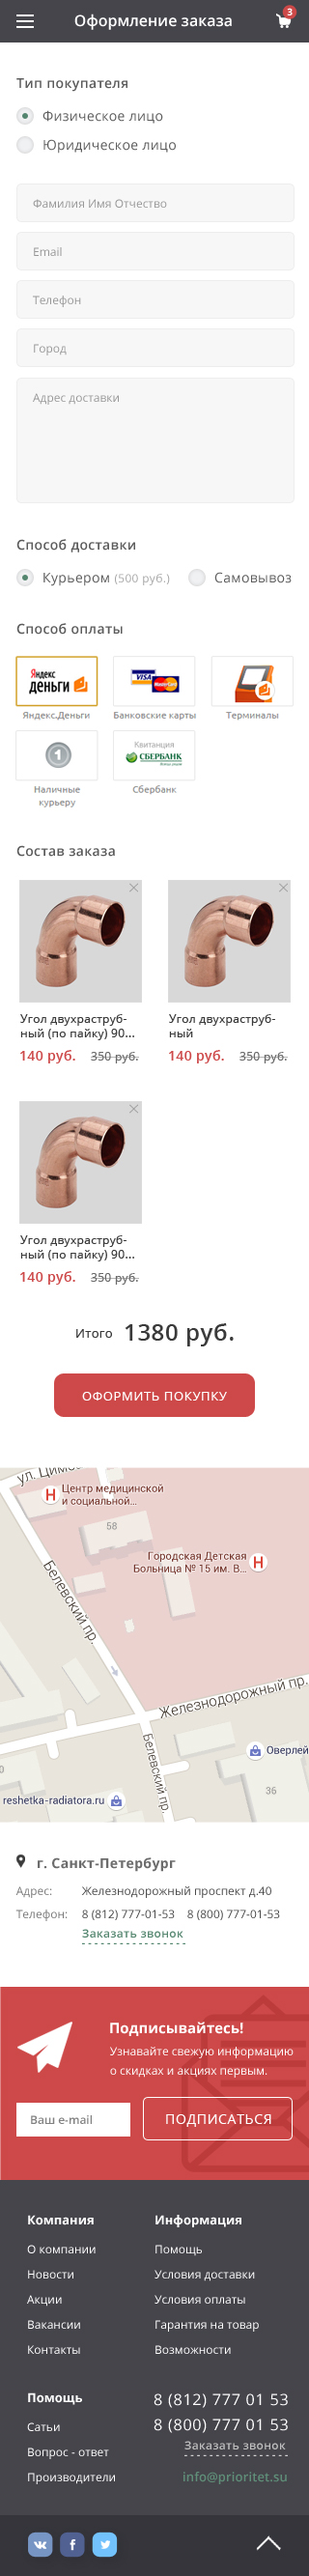 Оформление заказа
3
Тип покупателя
Физическое лицо
Юридическое лицо
Фамилия Имя Отчество
Email
Телефон
Город
Адрес доставки
Способ доставки
Курьером (500 руб.)
Самовывоз
Способ оплаты
Яндекс
деньги
VISA
MasterCard
Яндекс.Деньги
Банковские карты
Терминалы
1
Квитанция
СБЕРБАНК
Наличные
курьеру
Сбербанк
Состав заказа
Угол двухраструб-
ный (по пайку) 90...
140 руб. 350 руб.
Угол двухраструб-
ный
140 руб. 350 руб.
Угол двухраструб-
ный (по пайку) 90...
140 руб. 350 руб.
Итого 1380 руб.
ОФОРМИТЬ ПОКУПКУ
Центр медицинской
и социальной...
58
Городская Детская
Больница № 15 им. В...
Белевский пр.
Железнодорожный пр.
Белевский пр.
Оверлей
36
reshetka-radiatora.ru
г. Санкт-Петербург
Адрес: Железнодорожный проспект д.40
Телефон: 8 (812) 777-01-53 8 (800) 777-01-53
Заказать звонок
Подписывайтесь!
Узнавайте свежую информацию
о скидках и акциях первым.
Ваш e-mail
ПОДПИСАТЬСЯ
Компания
О компании
Новости
Акции
Вакансии
Контакты
Информация
Помощь
Условия доставки
Условия оплаты
Гарантия на товар
Возможности
Помощь
Сатьи
Вопрос - ответ
Производители
8 (812) 777 01 53
8 (800) 777 01 53
Заказать звонок
info@prioritet.su